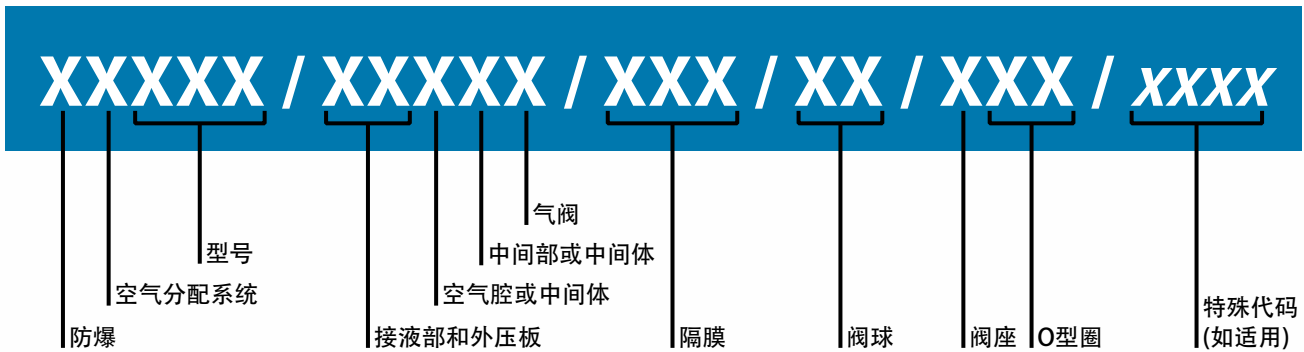 XXXXX / XXXXX / XXX / XX / XXX / XXXX
气阀
型号
中间部或中间体
空气分配系统
空气腔或中间体
防爆
接液部和外压板
隔膜
阀球
阀座
O型圈
特殊代码
(如适用)